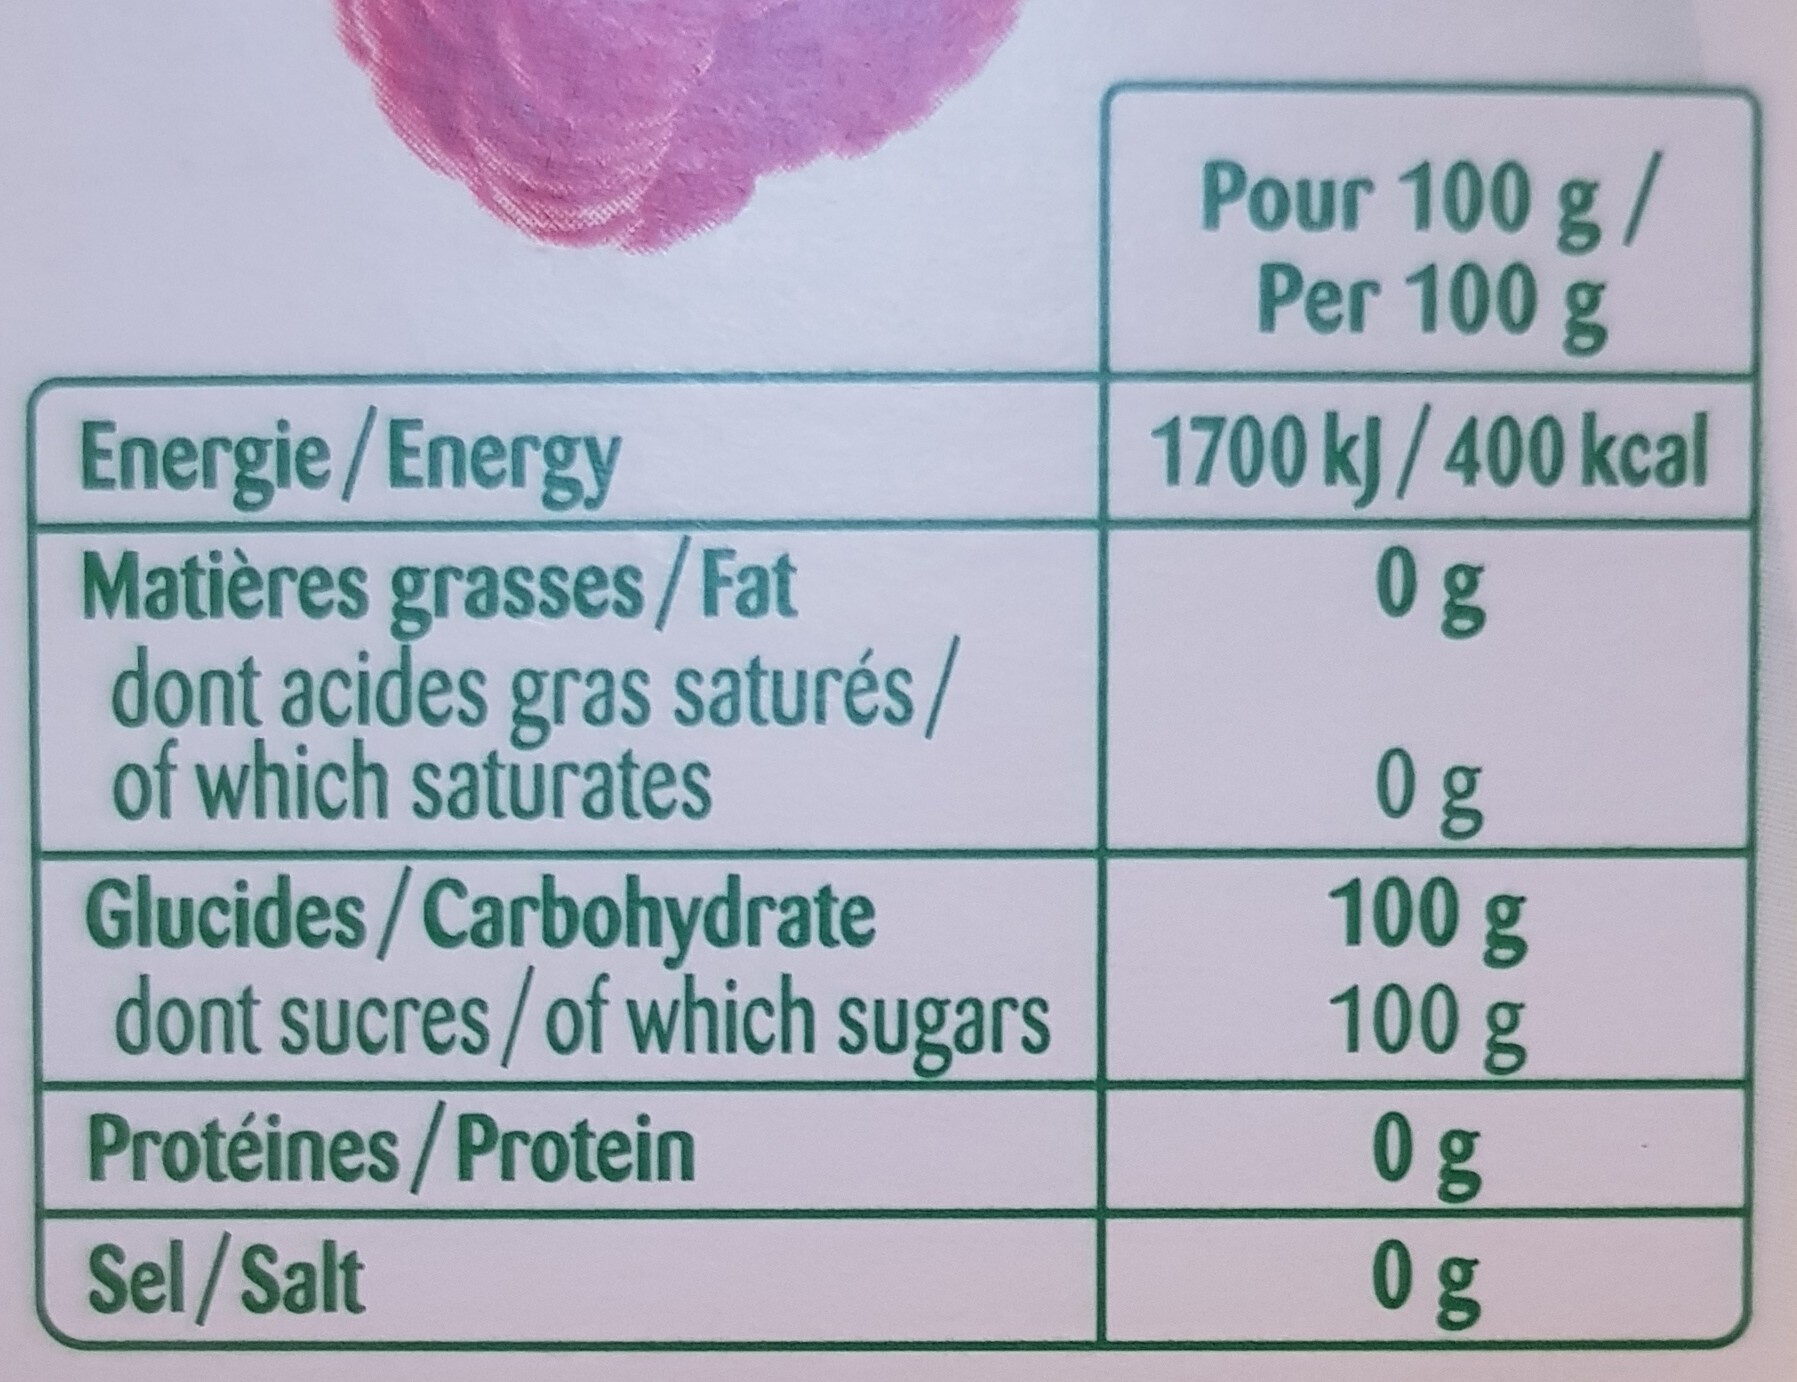 Pour 100 g /
Per 100 g
Energie / Energy 1700 kJ / 400 kcal
Matières grasses / Fat 0 g
dont acides gras saturés /
of which saturates 0 g
Glucides / Carbohydrate 100 g
dont sucres / of which sugars 100 g
Protéines / Protein 0 g
Sel / Salt 0 g